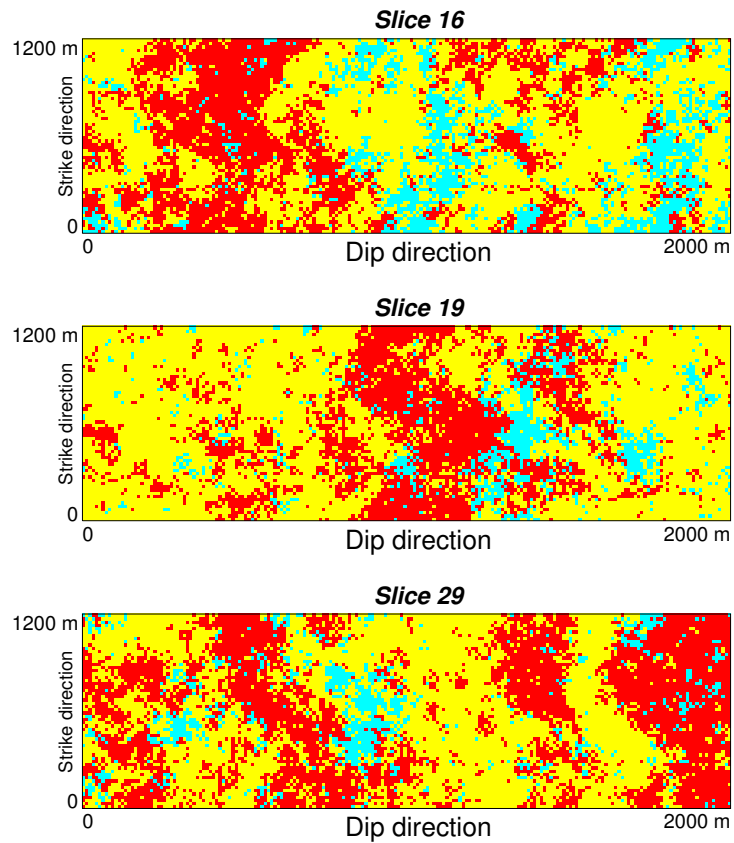 Slice 16
1200 m
Strike direction
0
0
Dip direction
2000 m
Slice 19
1200 m
Strike direction
0
0
Dip direction
2000 m
Slice 29
1200 m
Strike direction
0
0
Dip direction
2000 m